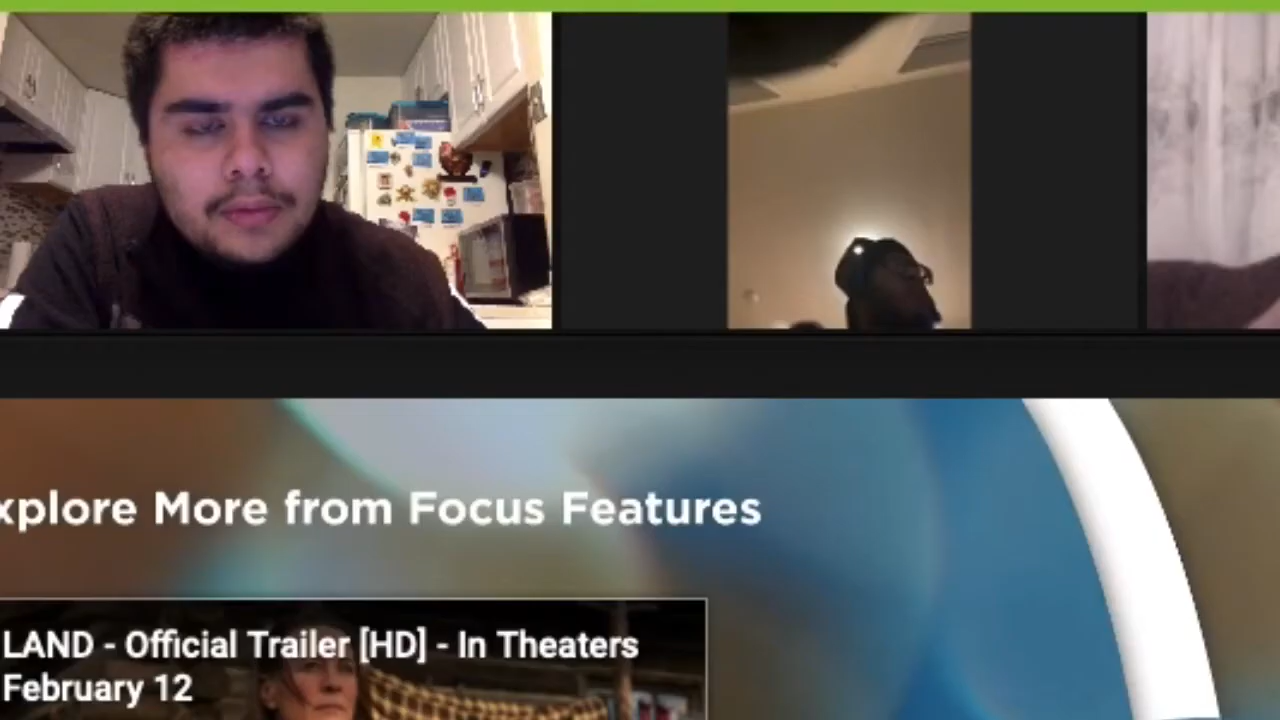 xplore More from Focus Features
LAND - Official Trailer [HD] - In Theaters
February 12